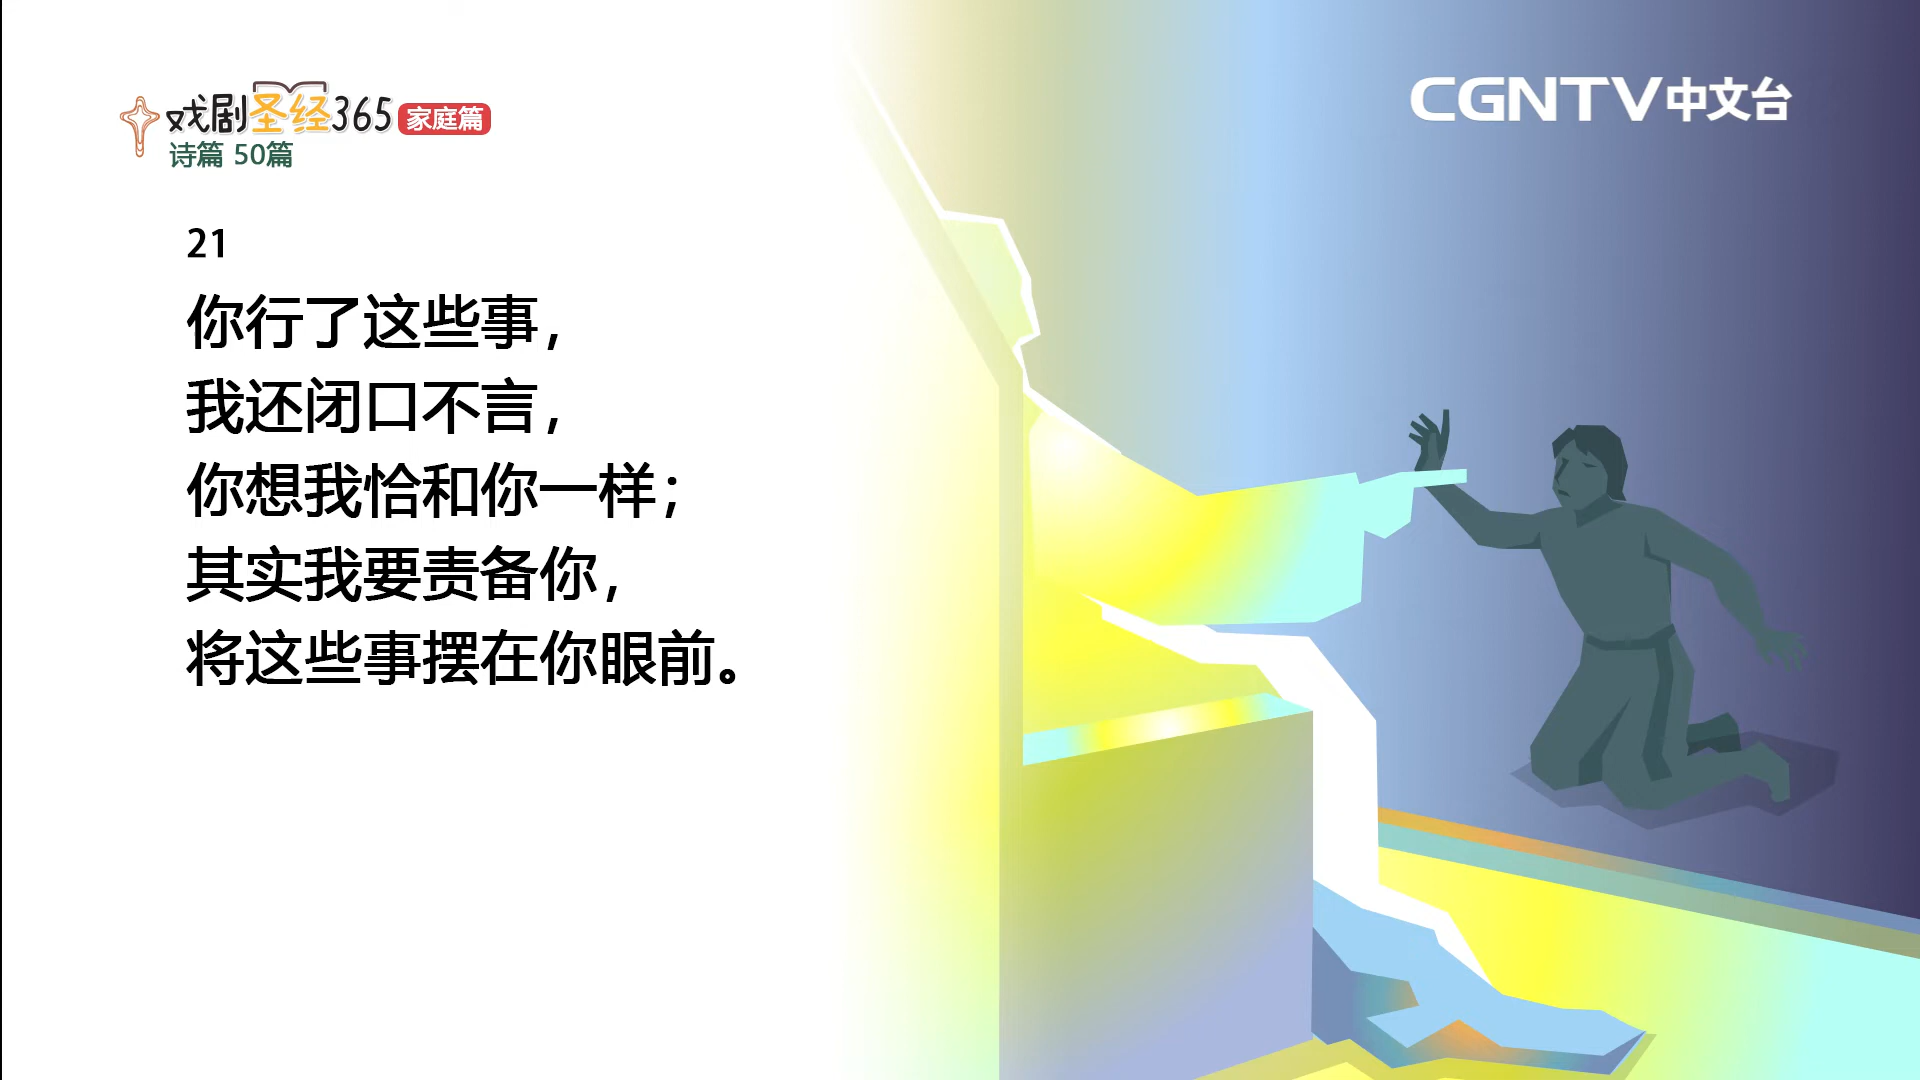 戏剧圣经365 家庭篇
诗篇 50篇
CGNTV中文台
21
你行了这些事，
我还闭口不言，
你想我恰和你一样；
其实我要责备你，
将这些事摆在你眼前。